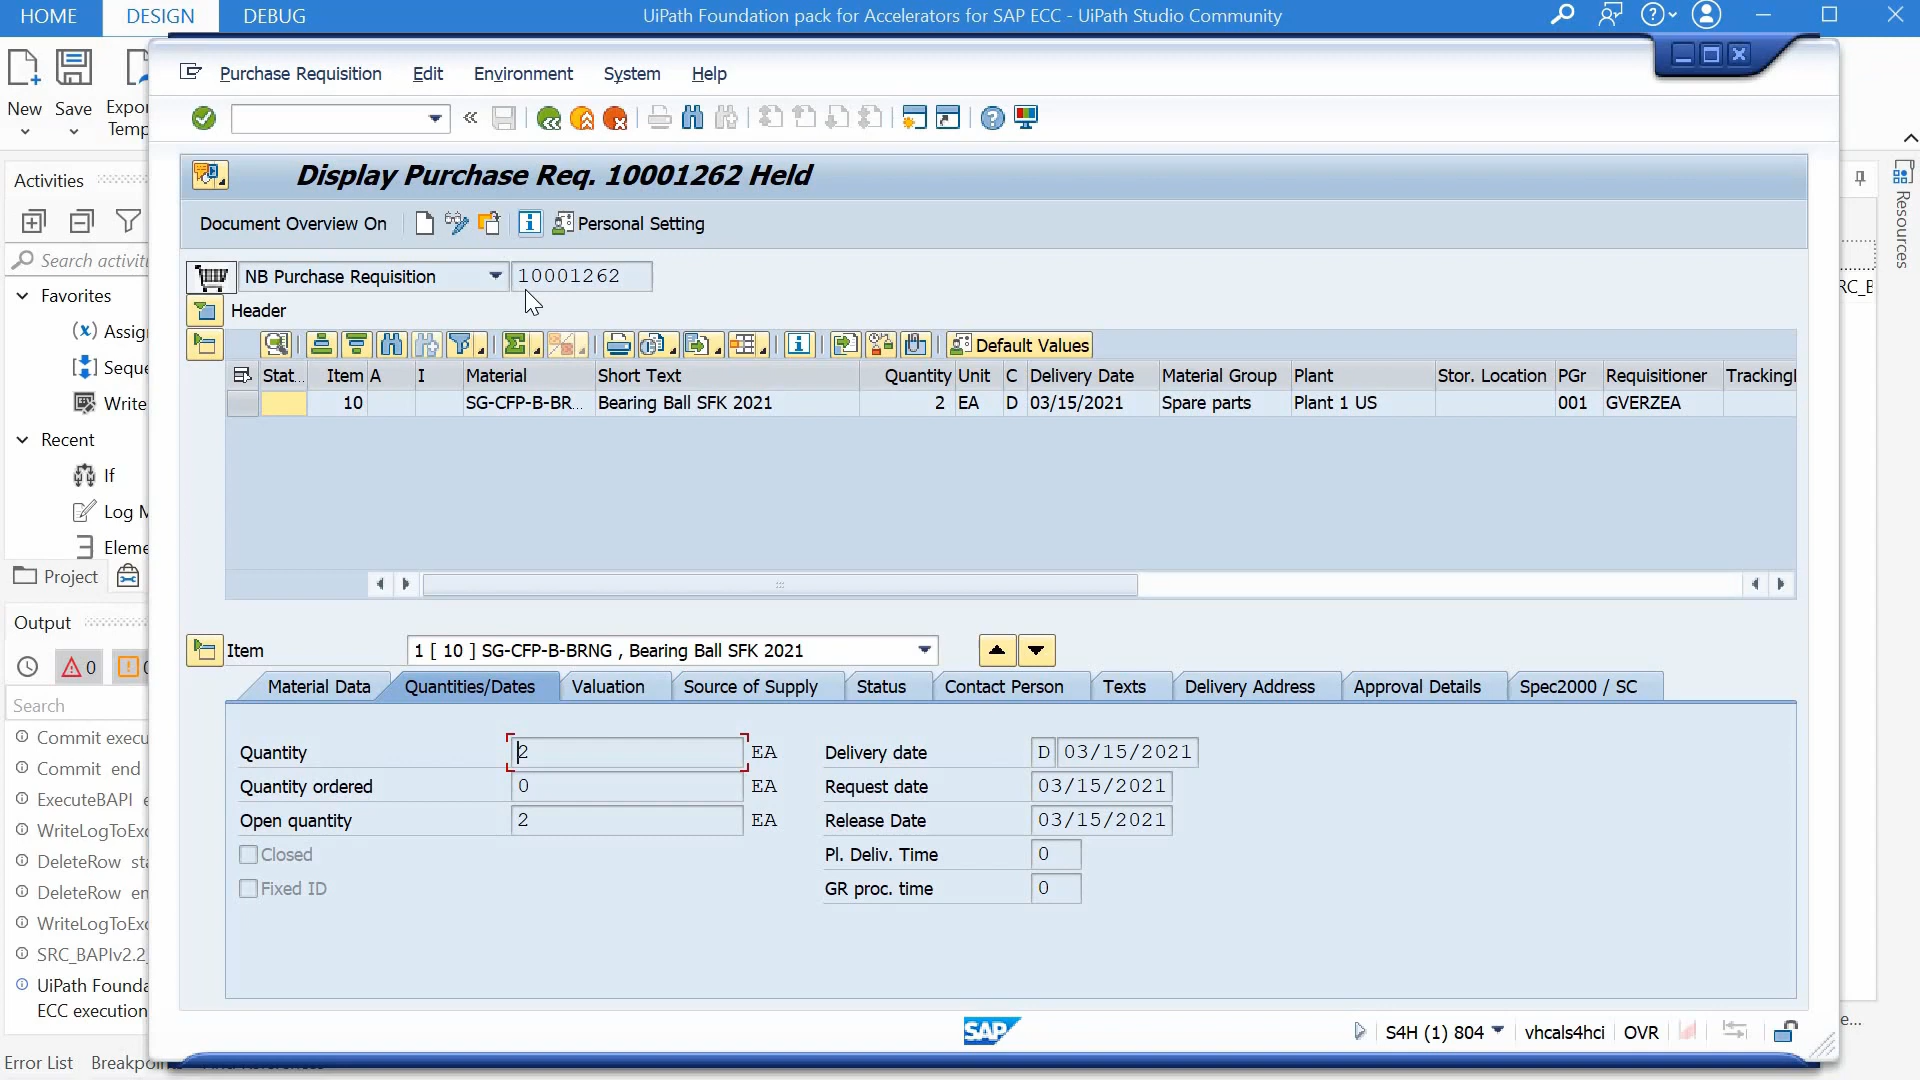 HOME DESIGN DEBUG UiPath Foundation pack for Accelerators for SAP ECC - UiPath Studio Community
Purchase Requisition Edit Environment System Help
New Save Expor
Temp
Activities
Display Purchase Req. 10001262 Held
Document Overview On Personal Setting
Resources
Search activiti
NB Purchase Requisition 10001262
Favorites
Header
Assig
Default Values
Seque
Stat.. Item A I Material Short Text Quantity Unit C Delivery Date Material Group Plant Stor. Location PGr Requisitioner Tracking
Write
10 SG-CFP-B-BR... Bearing Ball SFK 2021 2 EA D 03/15/2021 Spare parts Plant 1 US 001 GVERZEA
Recent
If
Log M
Eleme
Project
Output
Item 1 [ 10 ] SG-CFP-B-BRNG , Bearing Ball SFK 2021
0
Material Data Quantities/Dates Valuation Source of Supply Status Contact Person Texts Delivery Address Approval Details Spec2000 / SC
Search
Commit execu
Quantity 2 EA Delivery date D 03/15/2021
Commit end
Quantity ordered 0 EA Request date 03/15/2021
ExecuteBAPI e
Open quantity 2 EA Release Date 03/15/2021
WriteLogToExc
Closed Pl. Deliv. Time 0
DeleteRow sta
Fixed ID GR proc. time 0
DeleteRow en
WriteLogToExc
SRC_BAPIv2.2_
UiPath Founda
ECC execution
SAP S4H (1) 804 vhcals4hci OVR
Error List Breakpoin